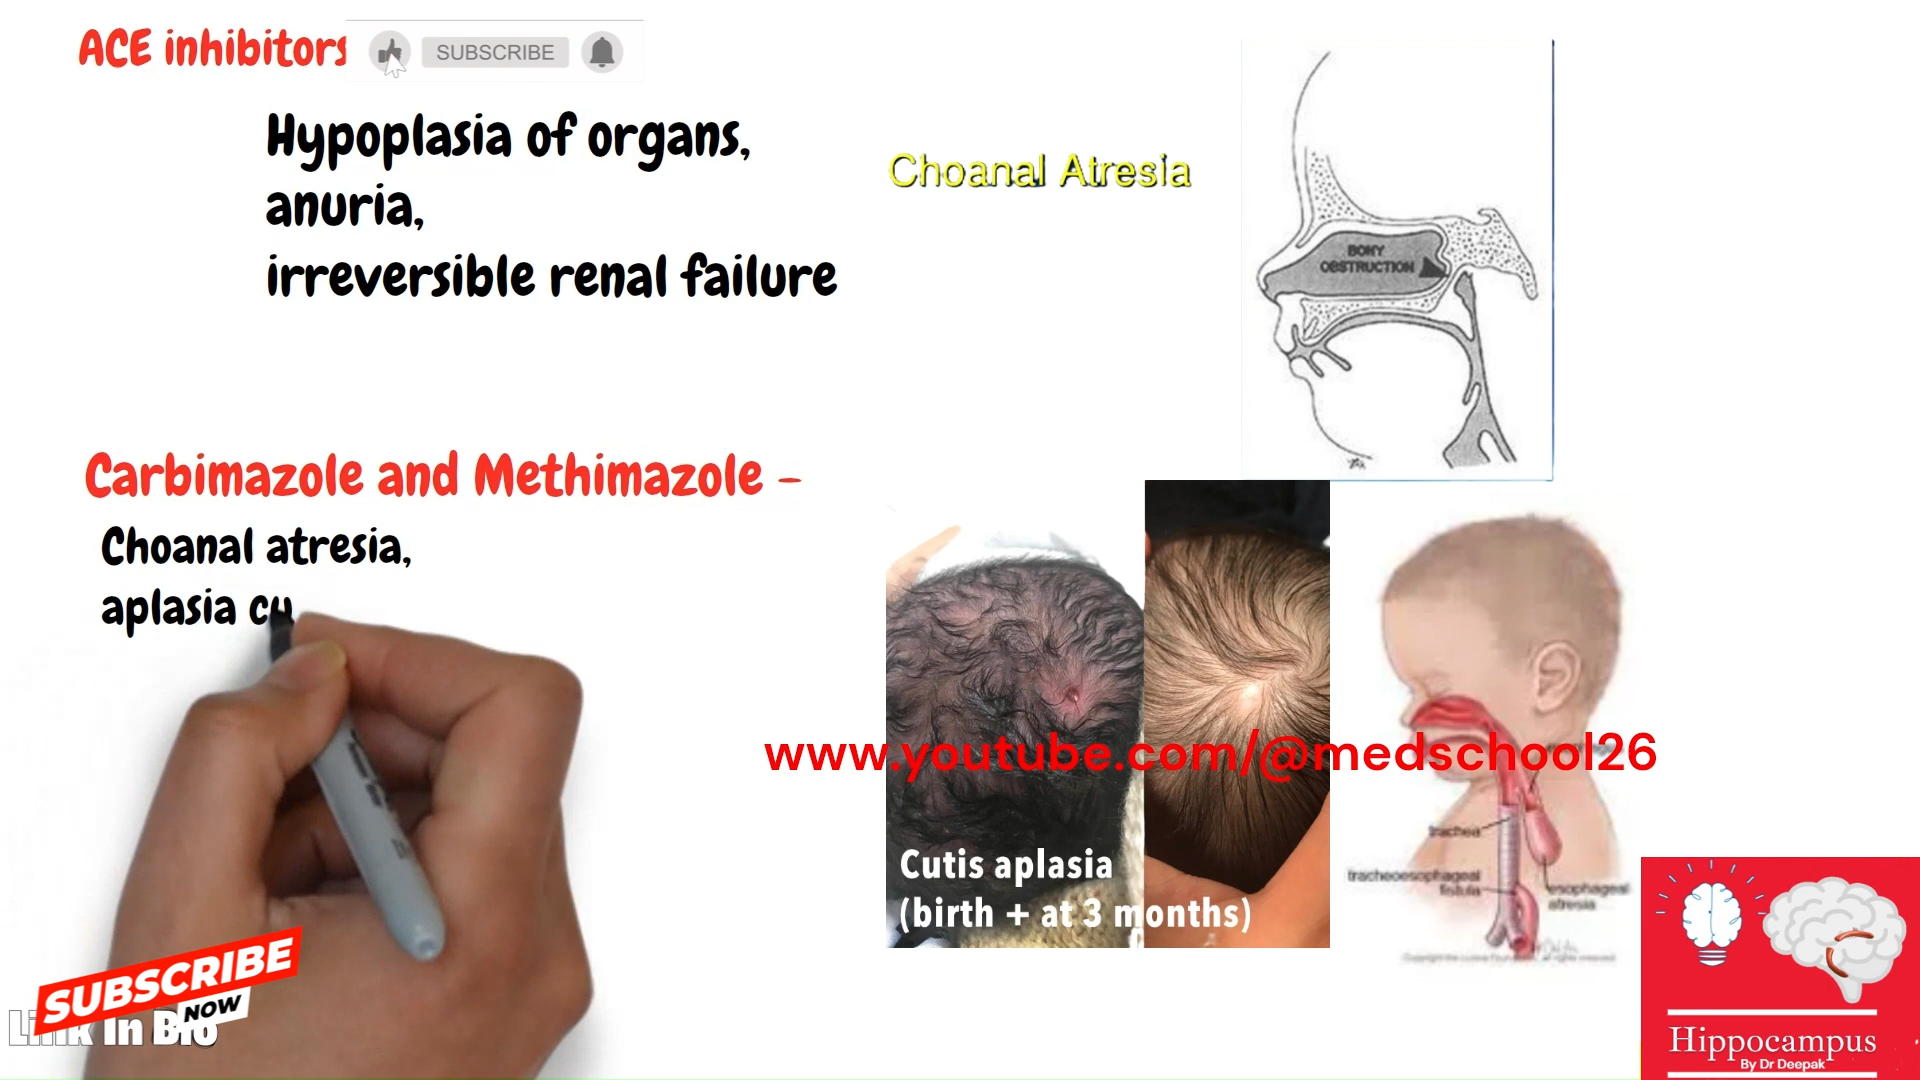 ACE inhibitors
SUBSCRIBE
Hypoplasia of organs,
anuria,
irreversible renal failure
Choanal Atresia
BONY
OBSTRUCTION
Carbimazole and Methimazole -
Choanal atresia,
aplasia cu
www.youtube.com/@medschool26
Cutis aplasia
(birth + at 3 months)
trachea
tracheoesophageal
fistula
esophageal
atresia
SUBSCRIBE
NOW
Link In Bio
Hippocampus
By Dr Deepak